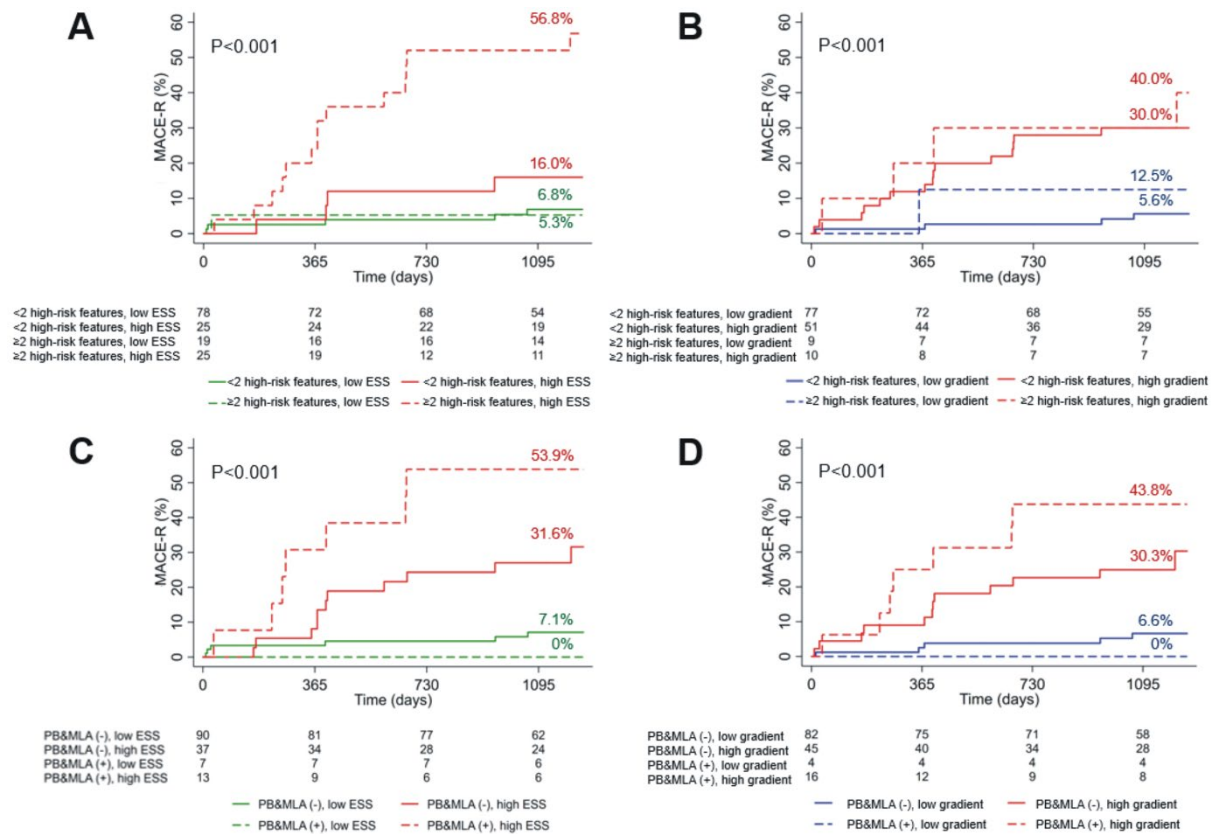 A
P<0.001
MACE-R (%)
60
50
40
30
20
10
0
56.8%
16.0%
6.8%
5.3%
0 365 730 1095
Time (days)
<2 high-risk features, low ESS 78 72 68 54
<2 high-risk features, high ESS 25 24 22 19
≥2 high-risk features, low ESS 19 16 16 14
≥2 high-risk features, high ESS 25 19 12 11
<2 high-risk features, low ESS <2 high-risk features, high ESS
≥2 high-risk features, low ESS ≥2 high-risk features, high ESS
B
P<0.001
MACE-R (%)
60
50
40
30
20
10
0
40.0%
30.0%
12.5%
5.6%
0 365 730 1095
Time (days)
<2 high-risk features, low gradient 77 72 68 55
<2 high-risk features, high gradient 51 44 36 29
≥2 high-risk features, low gradient 9 7 7 7
≥2 high-risk features, high gradient 10 8 7 7
<2 high-risk features, low gradient <2 high-risk features, high gradient
≥2 high-risk features, low gradient ≥2 high-risk features, high gradient
C
P<0.001
MACE-R (%)
60
50
40
30
20
10
0
53.9%
31.6%
7.1%
0%
0 365 730 1095
Time (days)
PB&MLA (-), low ESS 90 81 77 62
PB&MLA (-), high ESS 37 34 28 24
PB&MLA (+), low ESS 7 7 7 6
PB&MLA (+), high ESS 13 9 6 6
PB&MLA (-), low ESS PB&MLA (-), high ESS
PB&MLA (+), low ESS PB&MLA (+), high ESS
D
P<0.001
MACE-R (%)
60
50
40
30
20
10
0
43.8%
30.3%
6.6%
0%
0 365 730 1095
Time (days)
PB&MLA (-), low gradient 82 75 71 58
PB&MLA (-), high gradient 45 40 34 28
PB&MLA (+), low gradient 4 4 4 4
PB&MLA (+), high gradient 16 12 9 8
PB&MLA (-), low gradient PB&MLA (-), high gradient
PB&MLA (+), low gradient PB&MLA (+), high gradient